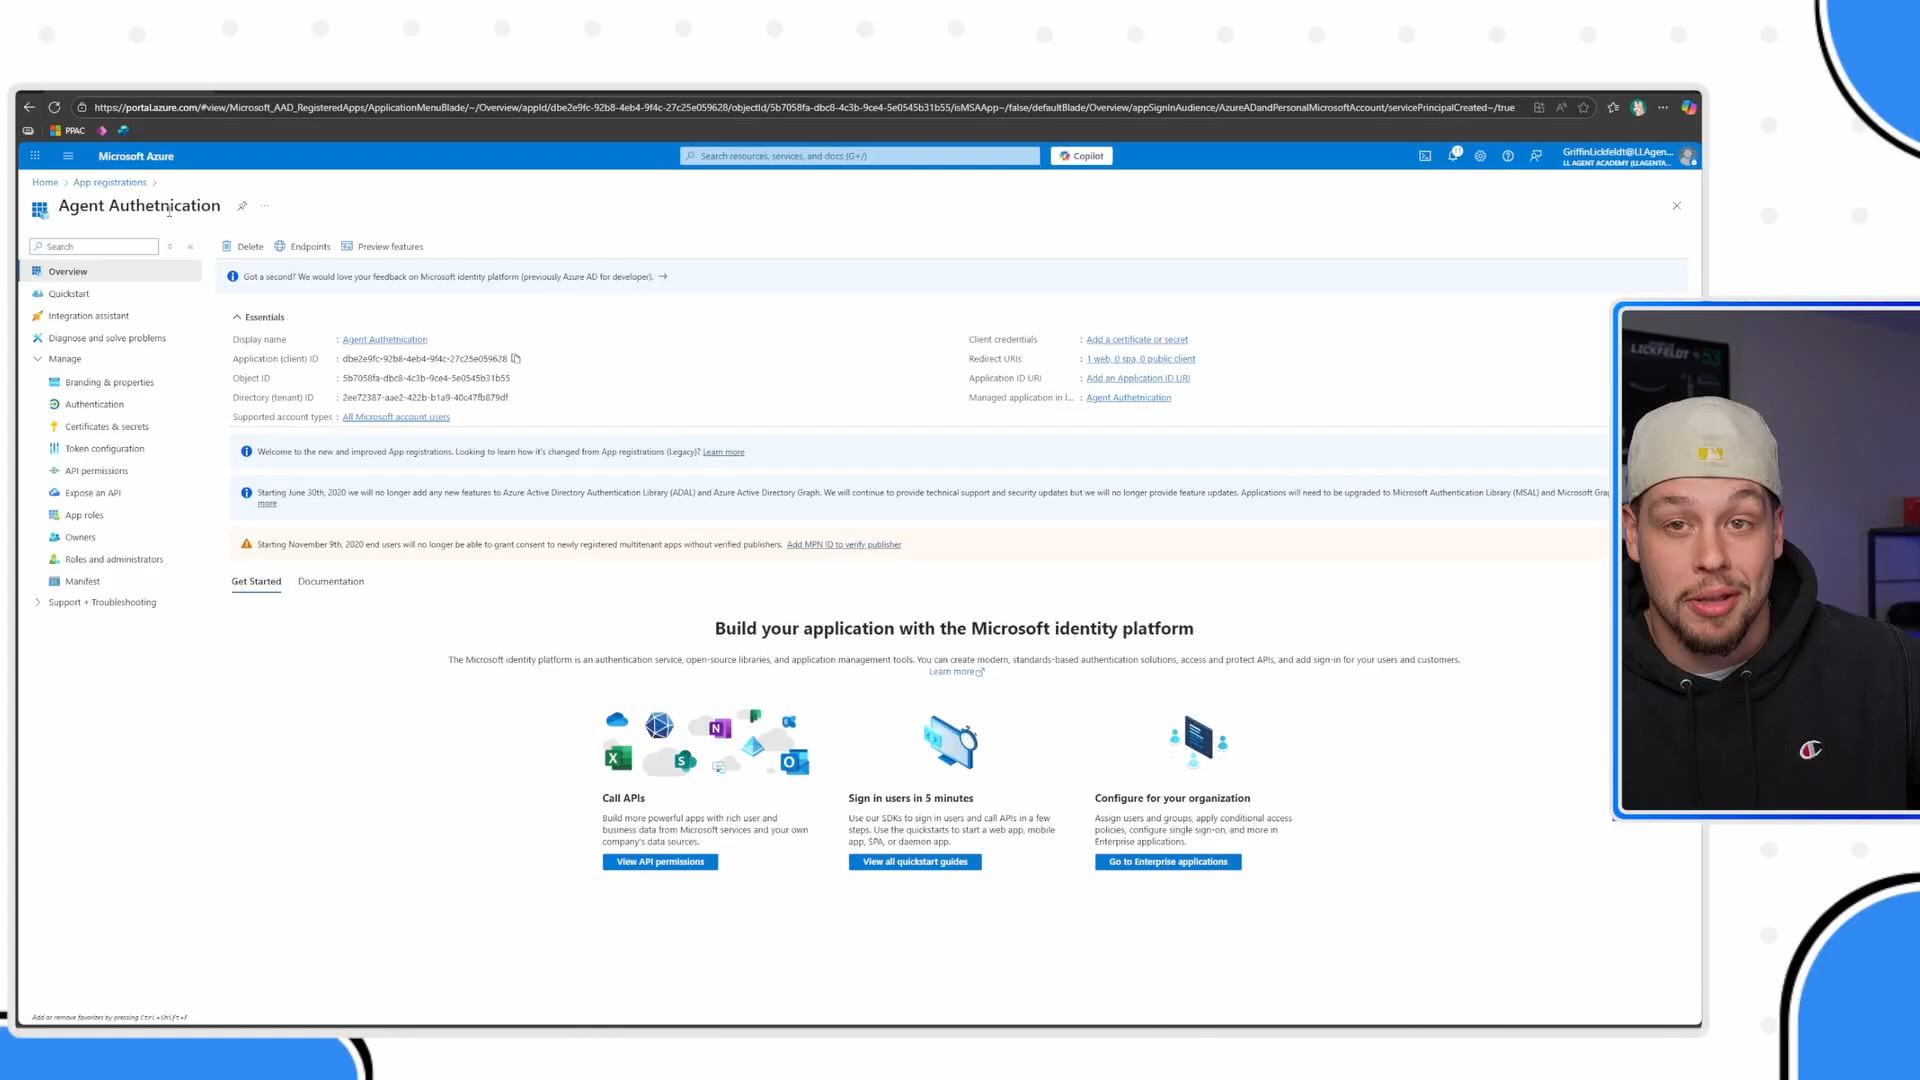 https://portal.azure.com/#view/Microsoft_AAD_RegisteredApps/ApplicationMenuBlade/~/Overview/appId/dbe2e9fc-92b8-4eb4-9f4c-27c25e059628/objectId/5b7058fa-dbc8-4c3b-9ce4-5e0545b31b55/isMSAApp~/false/defaultBlade/Overview/appSignInAudience/AzureADandPersonalMicrosoftAccount/servicePrincipalCreated~/true
PPAC
Microsoft Azure
Search resources, services, and docs (G+/)
Copilot
11
GriffinLickfeldt@LLAgen...
LL AGENT ACADEMY (LLAGENTA...
Home > App registrations >
Agent Authetnication
Search
Delete
Endpoints
Preview features
Overview
Quickstart
Integration assistant
Diagnose and solve problems
Manage
Branding & properties
Authentication
Certificates & secrets
Token configuration
API permissions
Expose an API
App roles
Owners
Roles and administrators
Manifest
Support + Troubleshooting
Got a second? We would love your feedback on Microsoft identity platform (previously Azure AD for developer). →
Essentials
Display name : Agent Authetnication
Application (client) ID : dbe2e9fc-92b8-4eb4-9f4c-27c25e059628
Object ID : 5b7058fa-dbc8-4c3b-9ce4-5e0545b31b55
Directory (tenant) ID : 2ee72387-aae2-422b-b1a9-40c47fb879df
Supported account types : All Microsoft account users
Client credentials : Add a certificate or secret
Redirect URIs : 1 web, 0 spa, 0 public client
Application ID URI : Add an Application ID URI
Managed application in l... : Agent Authetnication
Welcome to the new and improved App registrations. Looking to learn how it's changed from App registrations (Legacy)? Learn more
Starting June 30th, 2020 we will no longer add any new features to Azure Active Directory Authentication Library (ADAL) and Azure Active Directory Graph. We will continue to provide technical support and security updates but we will no longer provide feature updates. Applications will need to be upgraded to Microsoft Authentication Library (MSAL) and Microsoft Gra
more
Starting November 9th, 2020 end users will no longer be able to grant consent to newly registered multitenant apps without verified publishers. Add MPN ID to verify publisher
Get Started
Documentation
Build your application with the Microsoft identity platform
The Microsoft identity platform is an authentication service, open-source libraries, and application management tools. You can create modern, standards-based authentication solutions, access and protect APIs, and add sign-in for your users and customers.
Learn more
Call APIs
Build more powerful apps with rich user and
business data from Microsoft services and your own
company's data sources.
View API permissions
Sign in users in 5 minutes
Use our SDKs to sign in users and call APIs in a few
steps. Use the quickstarts to start a web app, mobile
app, SPA, or daemon app.
View all quickstart guides
Configure for your organization
Assign users and groups, apply conditional access
policies, configure single sign-on, and more in
Enterprise applications.
Go to Enterprise applications
Add or remove favorites by pressing Ctrl+Shift+F
LICKFELDT 53